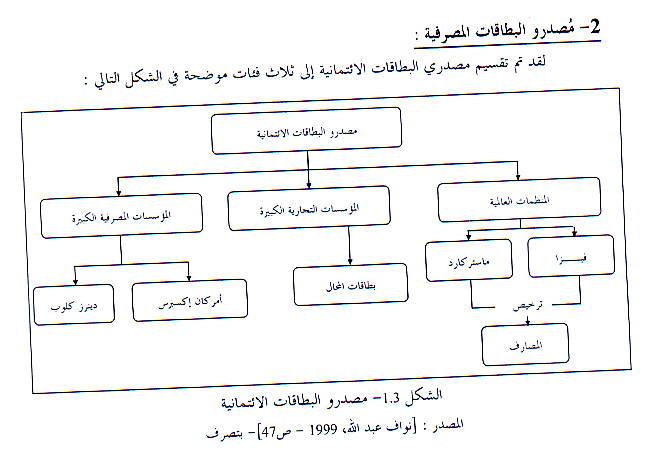 2- مُصدرو البطاقات المصرفية :
لقد تم تقسيم مصدري البطاقات الائتمانية إلى ثلاث فئات موضحة في الشكل التالي :
مصدرو البطاقات الائتمانية
المنظمات العالمية
المؤسسات التجارية الكبيرة
المؤسسات المصرفية الكبيرة
فيــزا
ماستركارد
بطاقات المحال
أمركان إكسبرس
دينرز كلوب
ترخيص
المصارف
الشكل 1.3- مصدرو البطاقات الائتمانية
المصدر : [نواف عبد الله، 1999 - ص47]- بتصرف